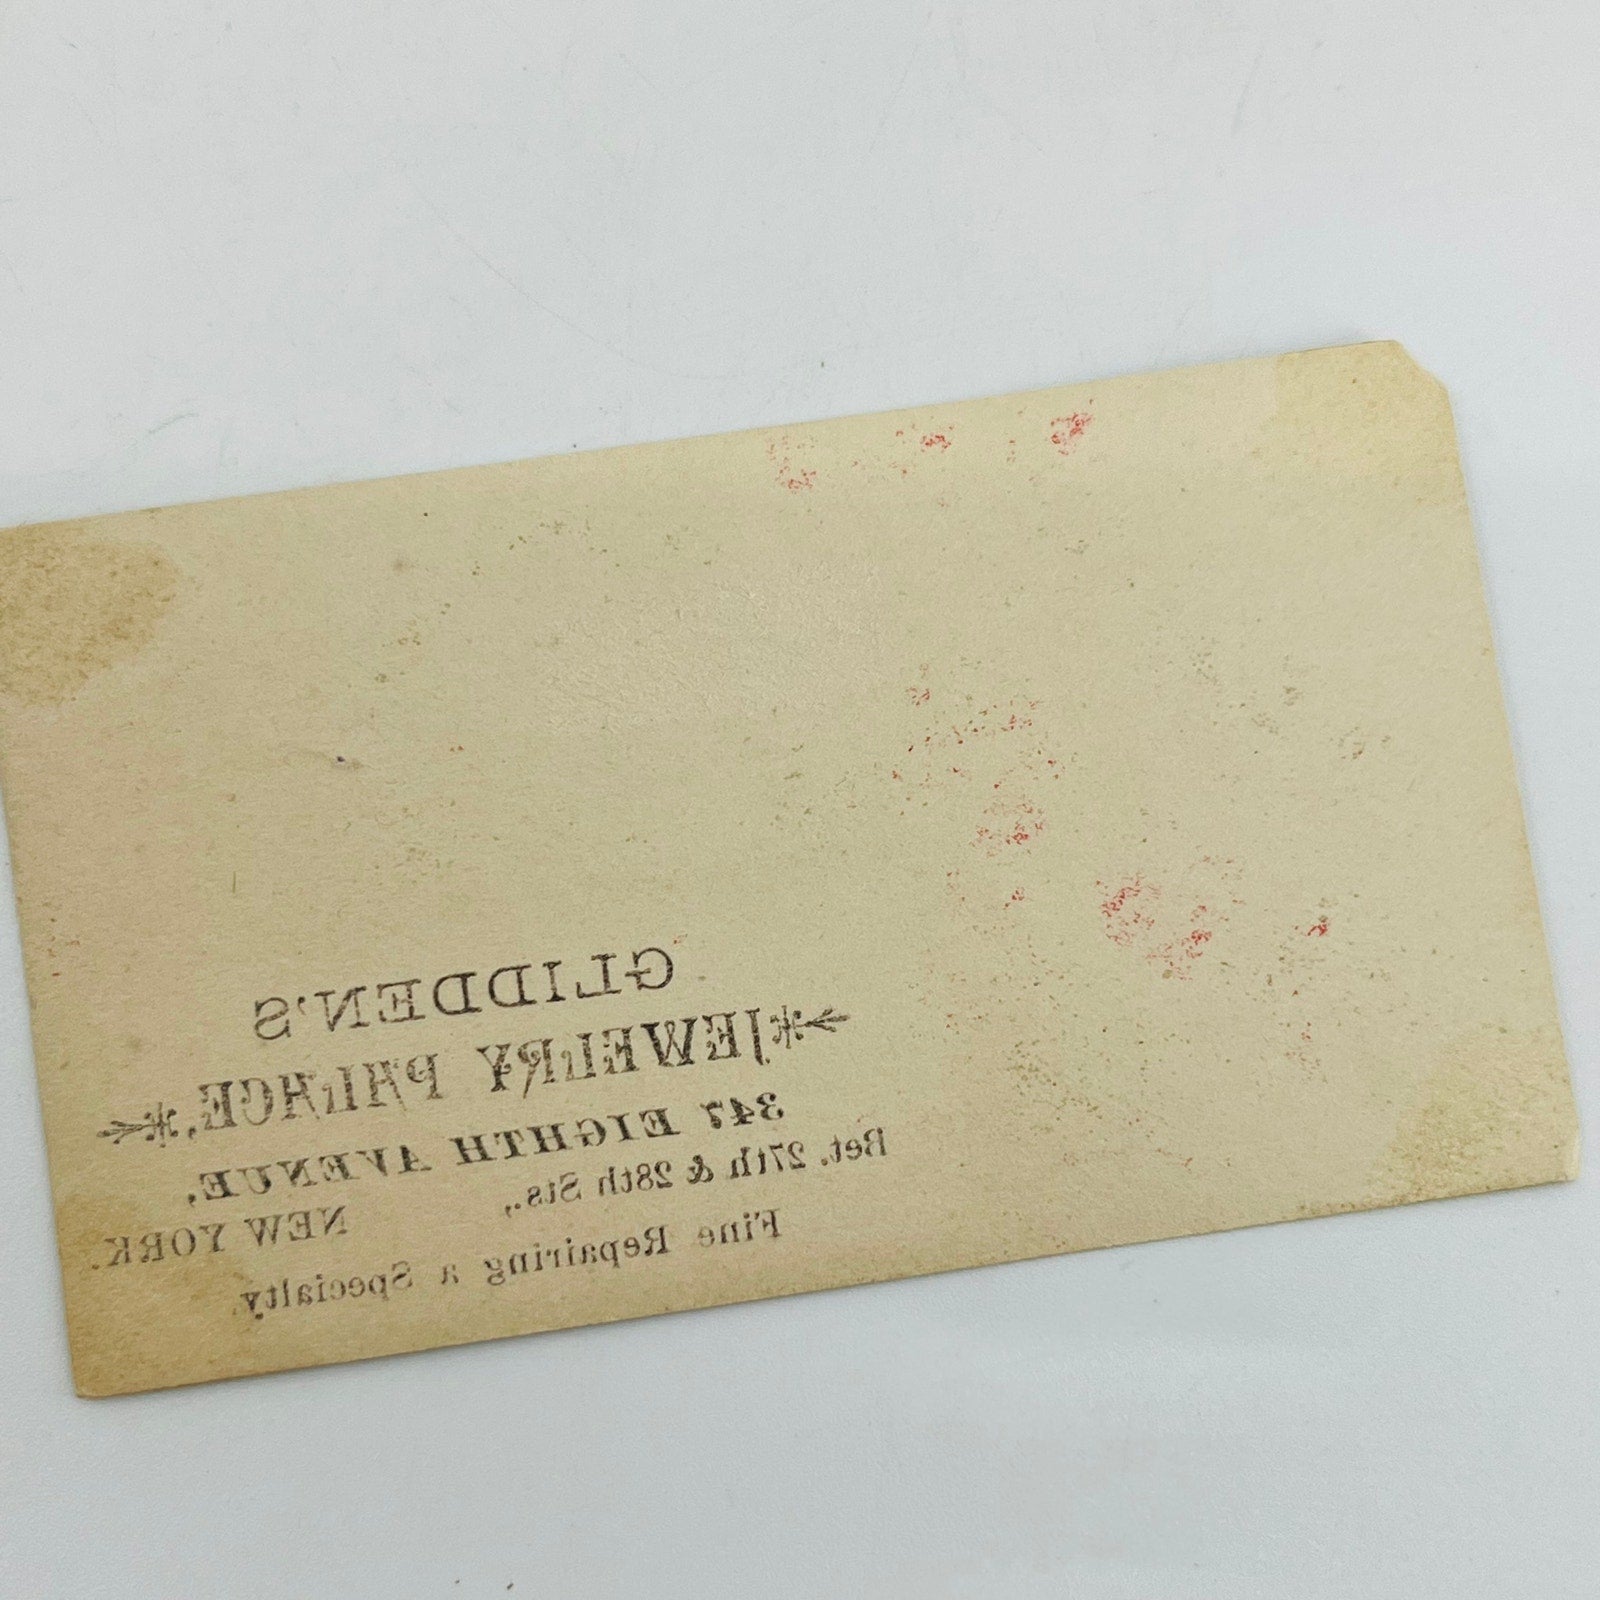 GLIDDEN'S
JEWELRY PALACE,
347 EIGHTH AVENUE,
Bet. 27th & 28th Sts., NEW YORK.
Fine Repairing a Specialty.